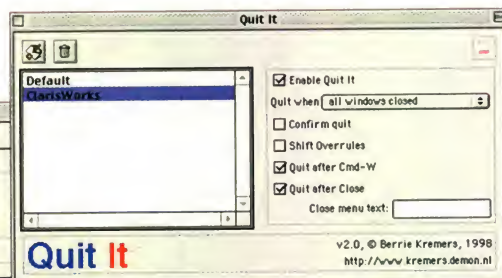 Quit It
Default
ClarisWorks
Enable Quit It
Quit when all windows closed
Confirm quit
Shift Overrules
Quit after Cmd-W
Quit after Close
Close menu text:
Quit It
v2.0, © Berrie Kremers, 1998
http://www.kremers.demon.nl